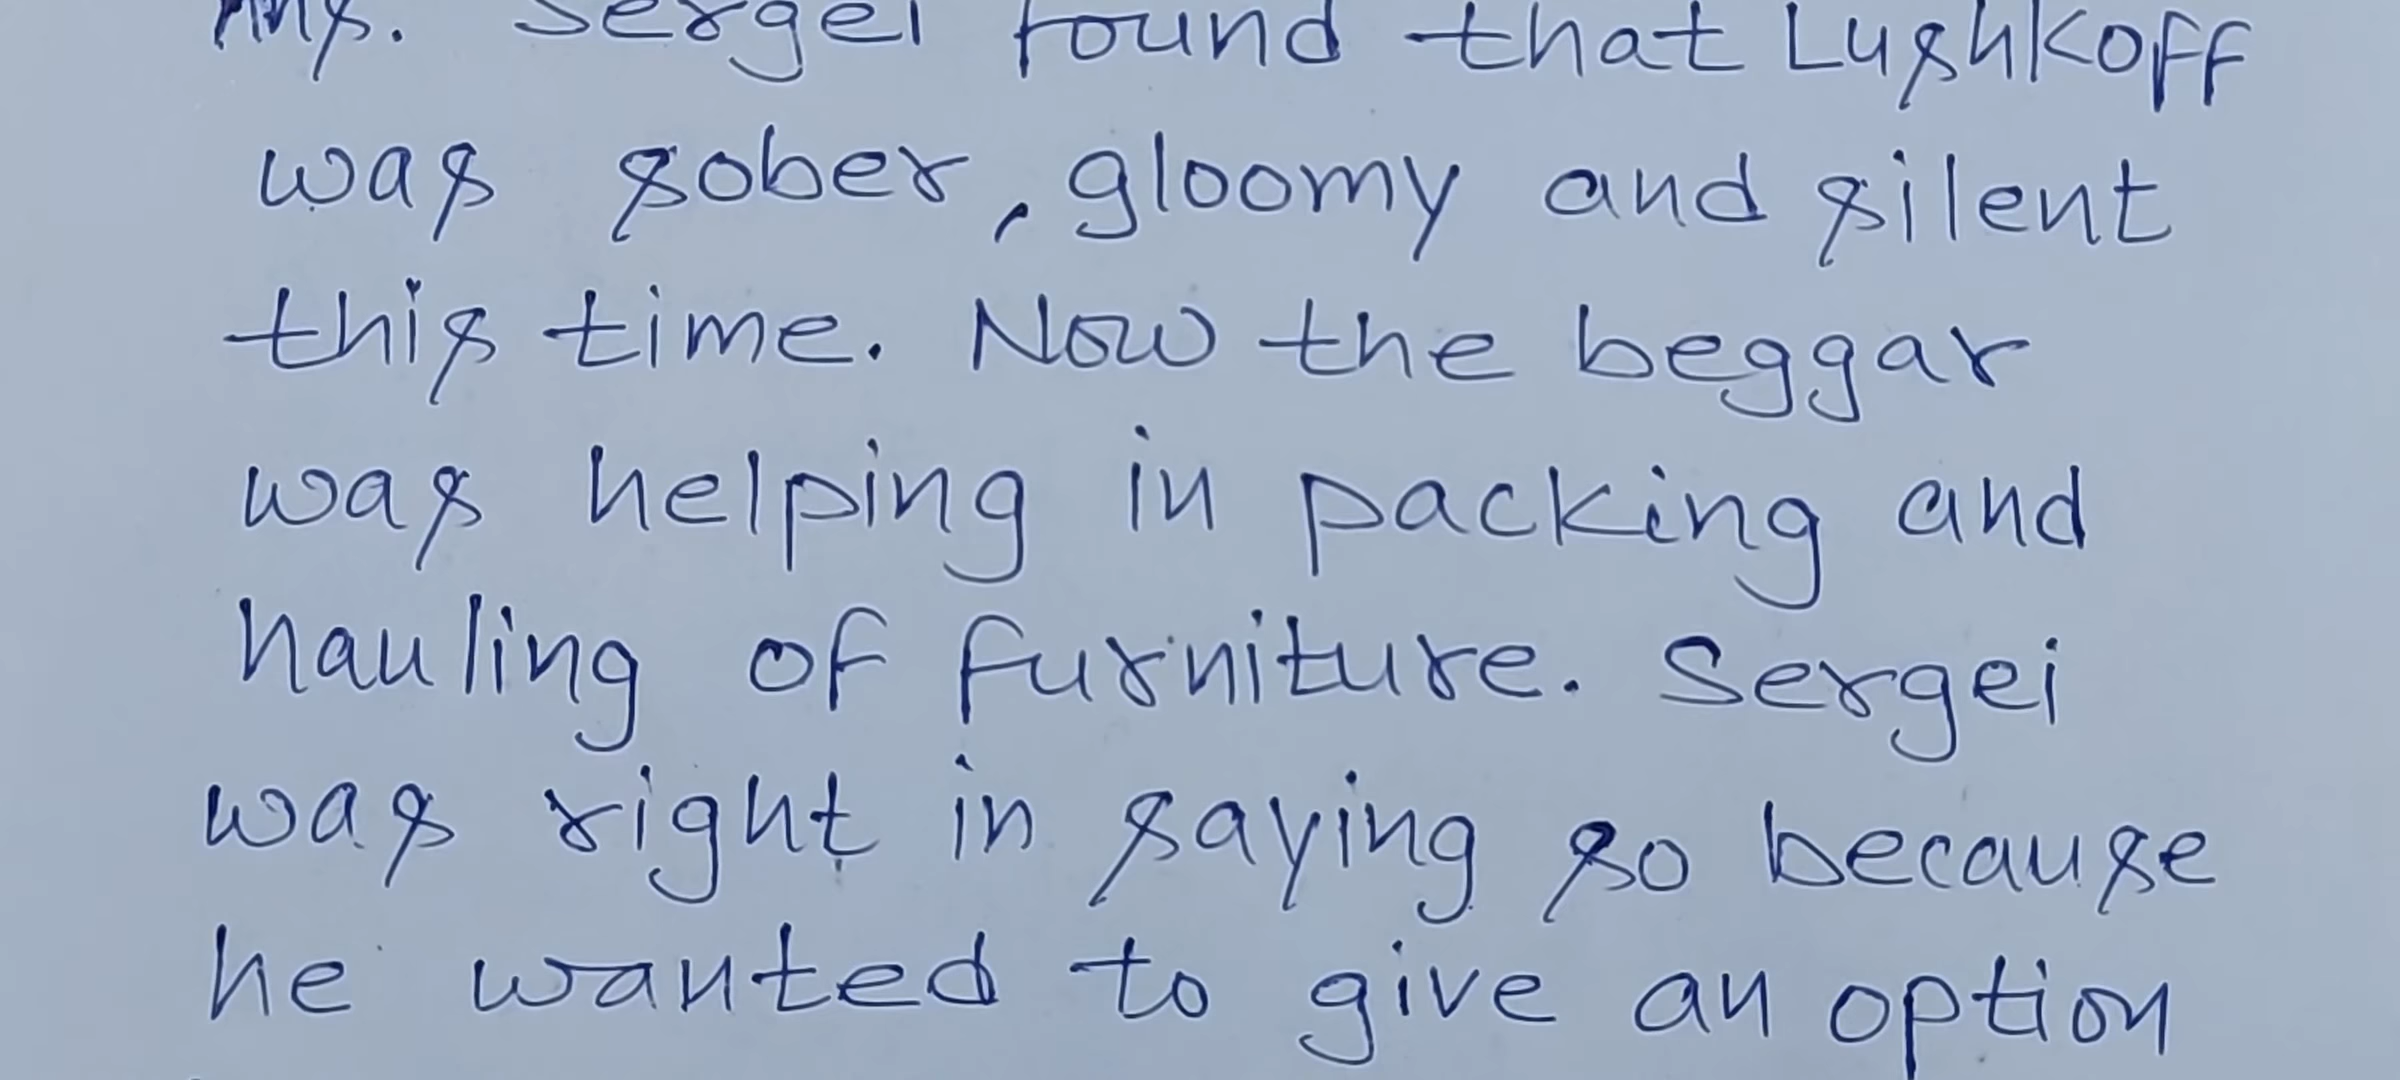 Ans. Sergei found that Lushkoff
was sober, gloomy and silent
this time. Now the beggar
was helping in packing and
hauling of furniture. Sergei
was right in saying so because
he wanted to give an option